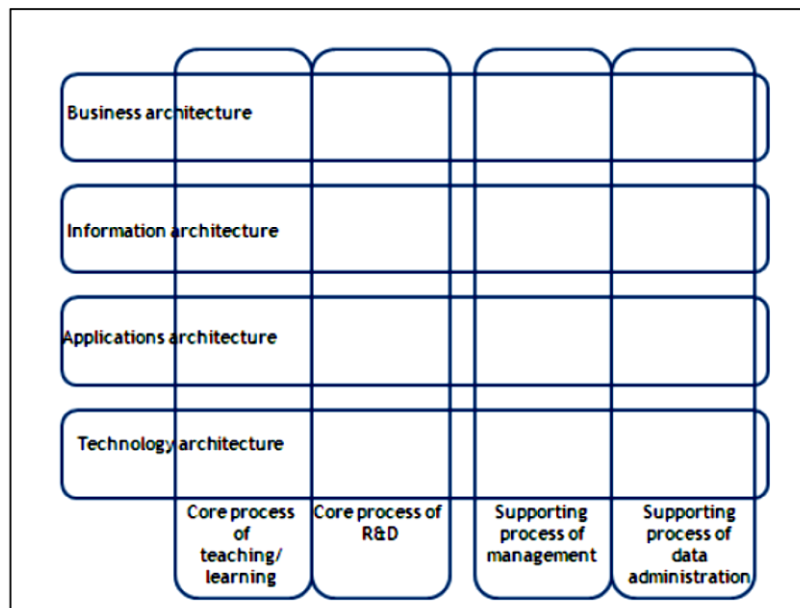 Business architecture
Information architecture
Applications architecture
Technology architecture
Core process
of
teaching/
learning
Core process of
R&D
Supporting
process of
management
Supporting
process of
data
administration